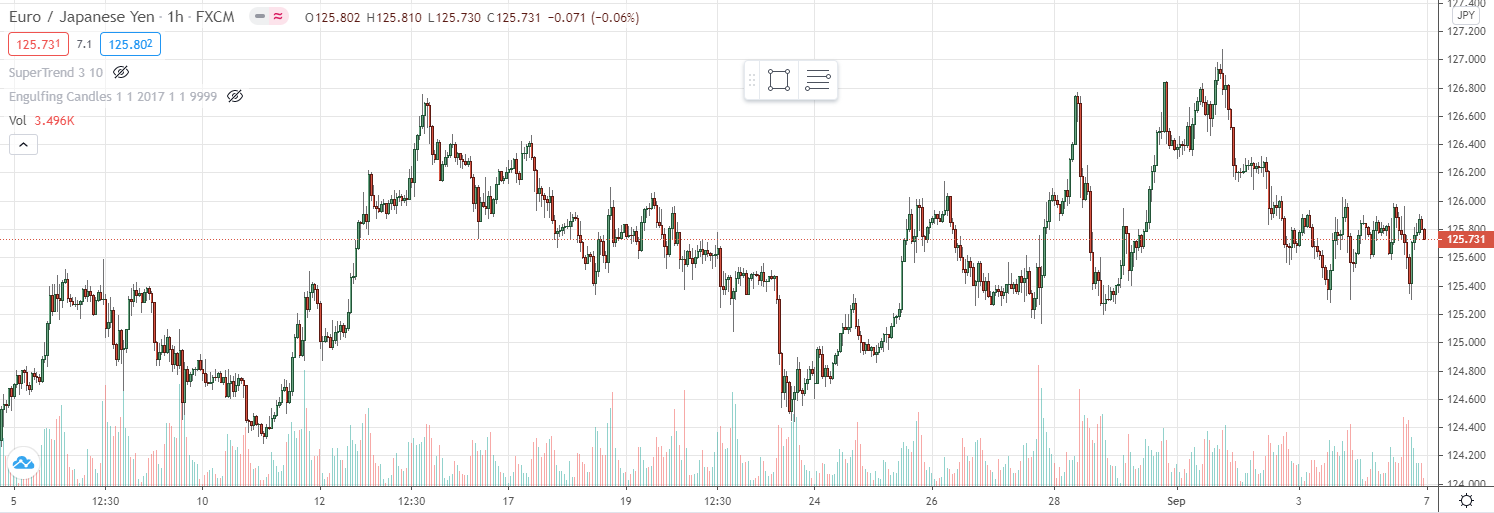 Euro / Japanese Yen · 1h · FXCM O125.802 H125.810 L125.730 C125.731 −0.071 (−0.06%)
125.731 7.1 125.802
SuperTrend 3 10
Engulfing Candles 1 1 2017 1 1 9999
Vol 3.496K
127.400
JPY
127.200
127.000
126.800
126.600
126.400
126.200
126.000
125.800
125.731
125.600
125.400
125.200
125.000
124.800
124.600
124.400
124.200
124.000
5 12:30 10 12 12:30 17 19 12:30 24 26 28 Sep 3 7